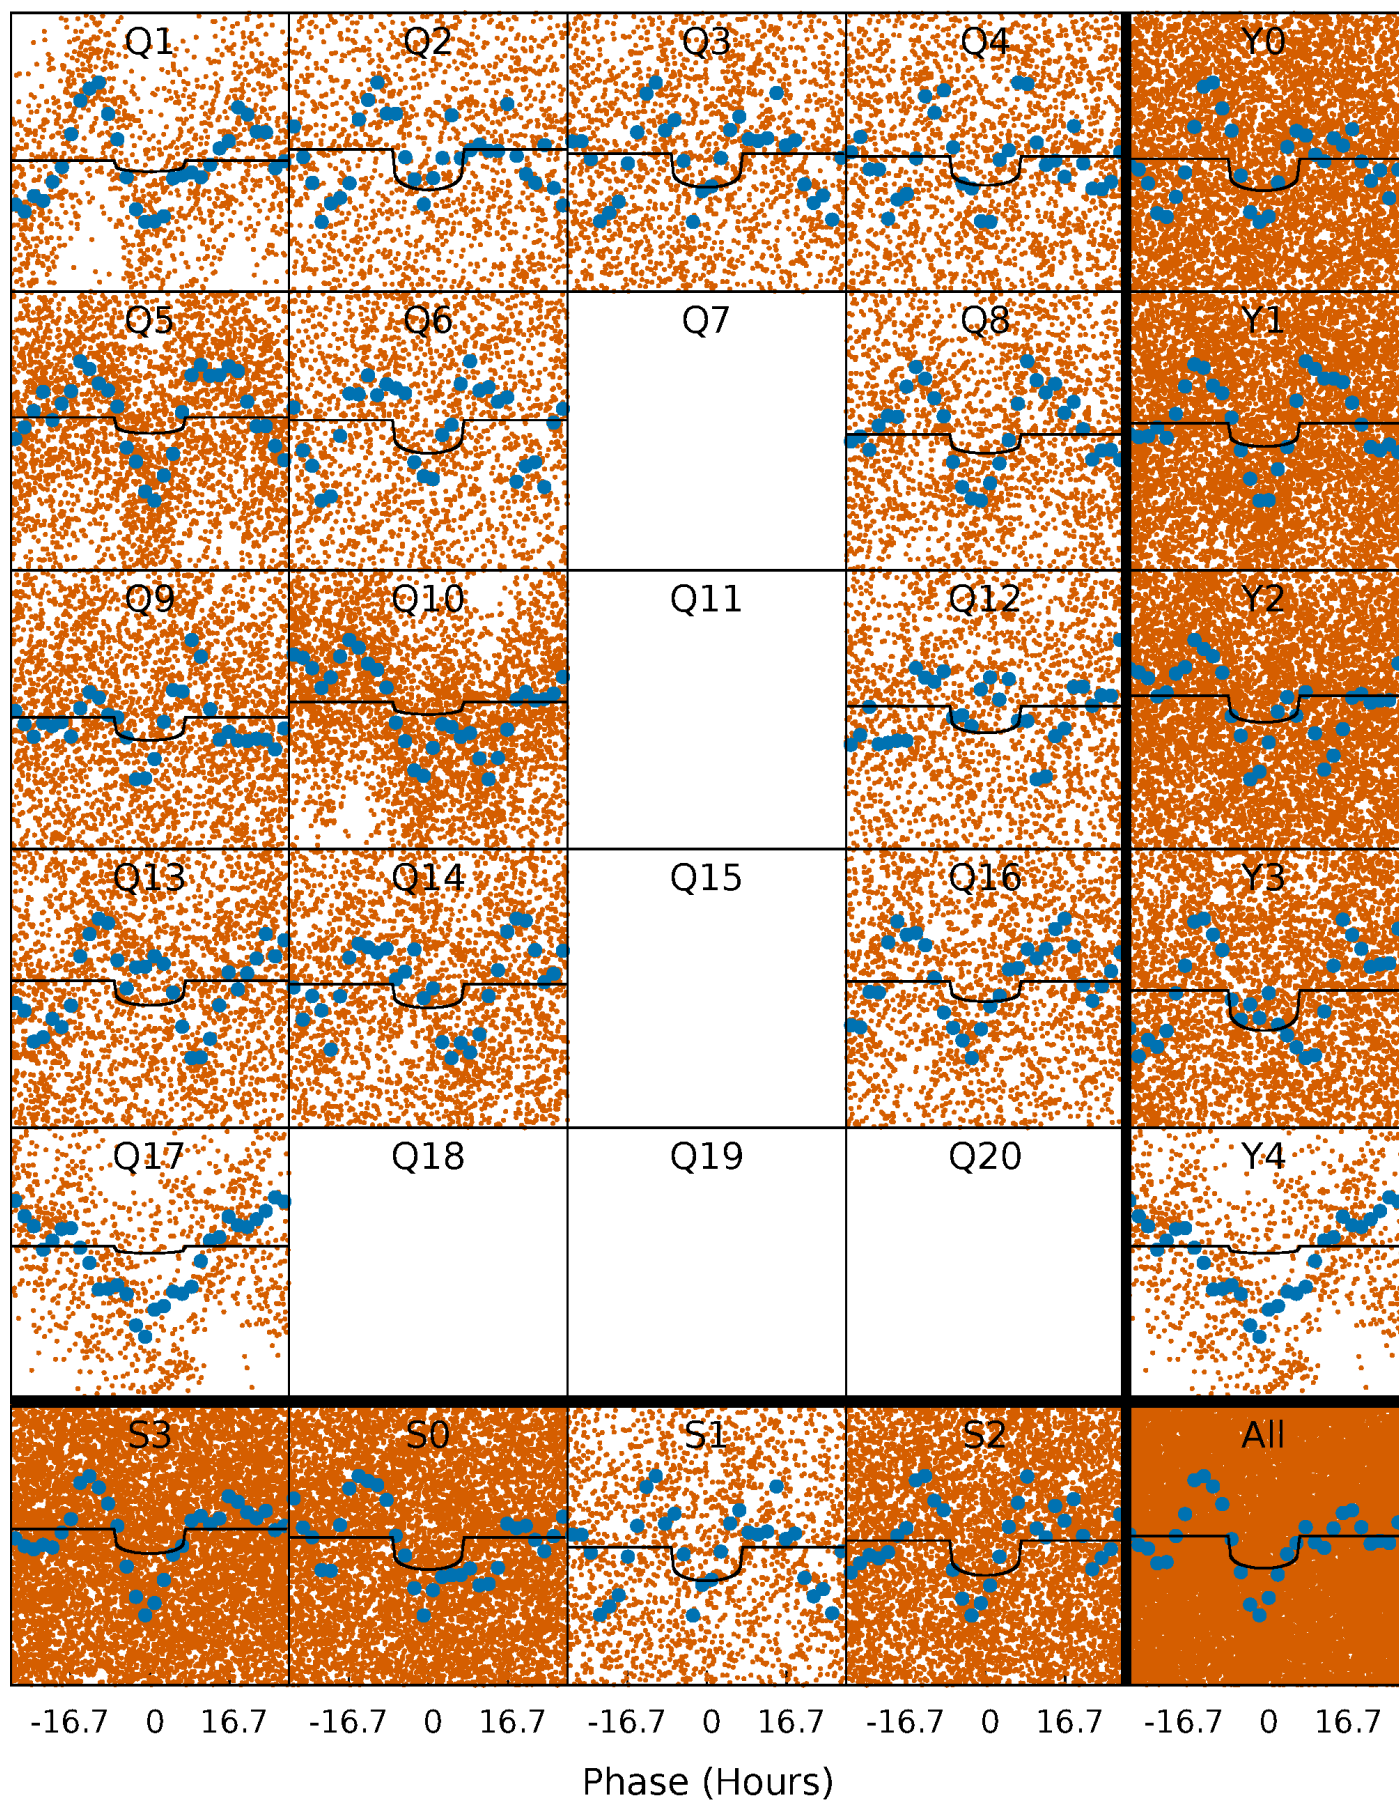 Q1 Q2 Q3 Q4 Y0
Q5 Q6 Q7 Q8 Y1
Q9 Q10 Q11 Q12 Y2
Q13 Q14 Q15 Q16 Y3
Q17 Q18 Q19 Q20 Y4
S3 S0 S1 S2 All
-16.7 0 16.7 -16.7 0 16.7 -16.7 0 16.7 -16.7 0 16.7 -16.7 0 16.7
Phase (Hours)